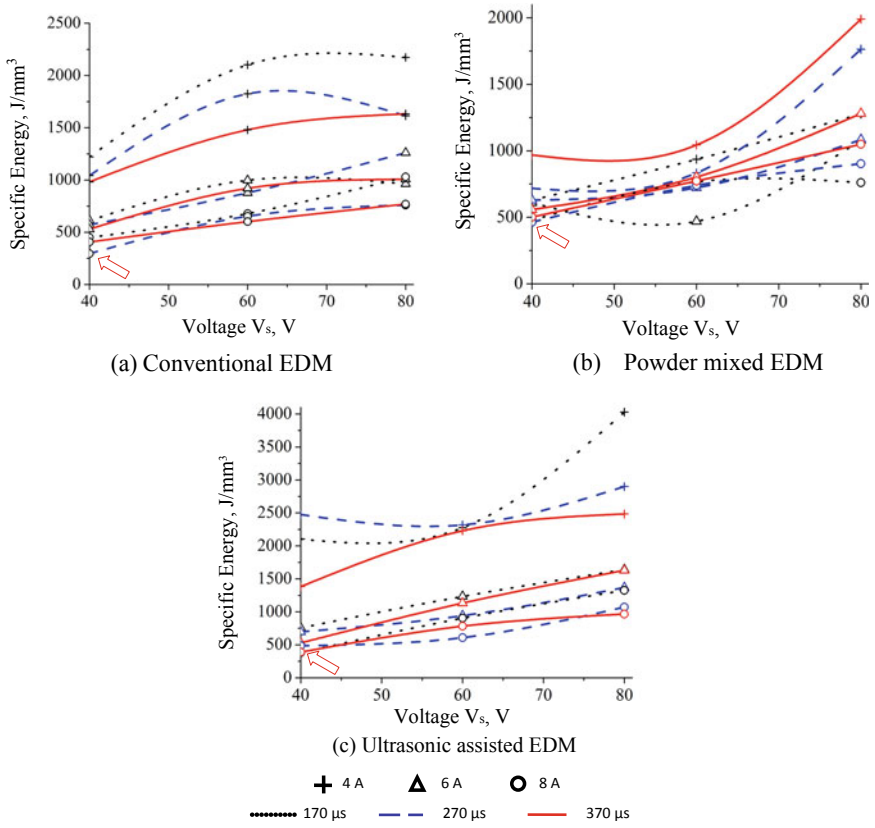 2500
2000
1500
1000
500
0
Specific Energy, J/mm³
40 50 60 70 80
Voltage Vs, V
(a) Conventional EDM
2000
1500
1000
500
0
Specific Energy, J/mm³
40 50 60 70 80
Voltage Vs, V
(b) Powder mixed EDM
4000
3500
3000
2500
2000
1500
1000
500
0
Specific Energy, J/mm³
40 50 60 70 80
Voltage Vs, V
(c) Ultrasonic assisted EDM
4 A 6 A 8 A
170 µs 270 µs 370 µs